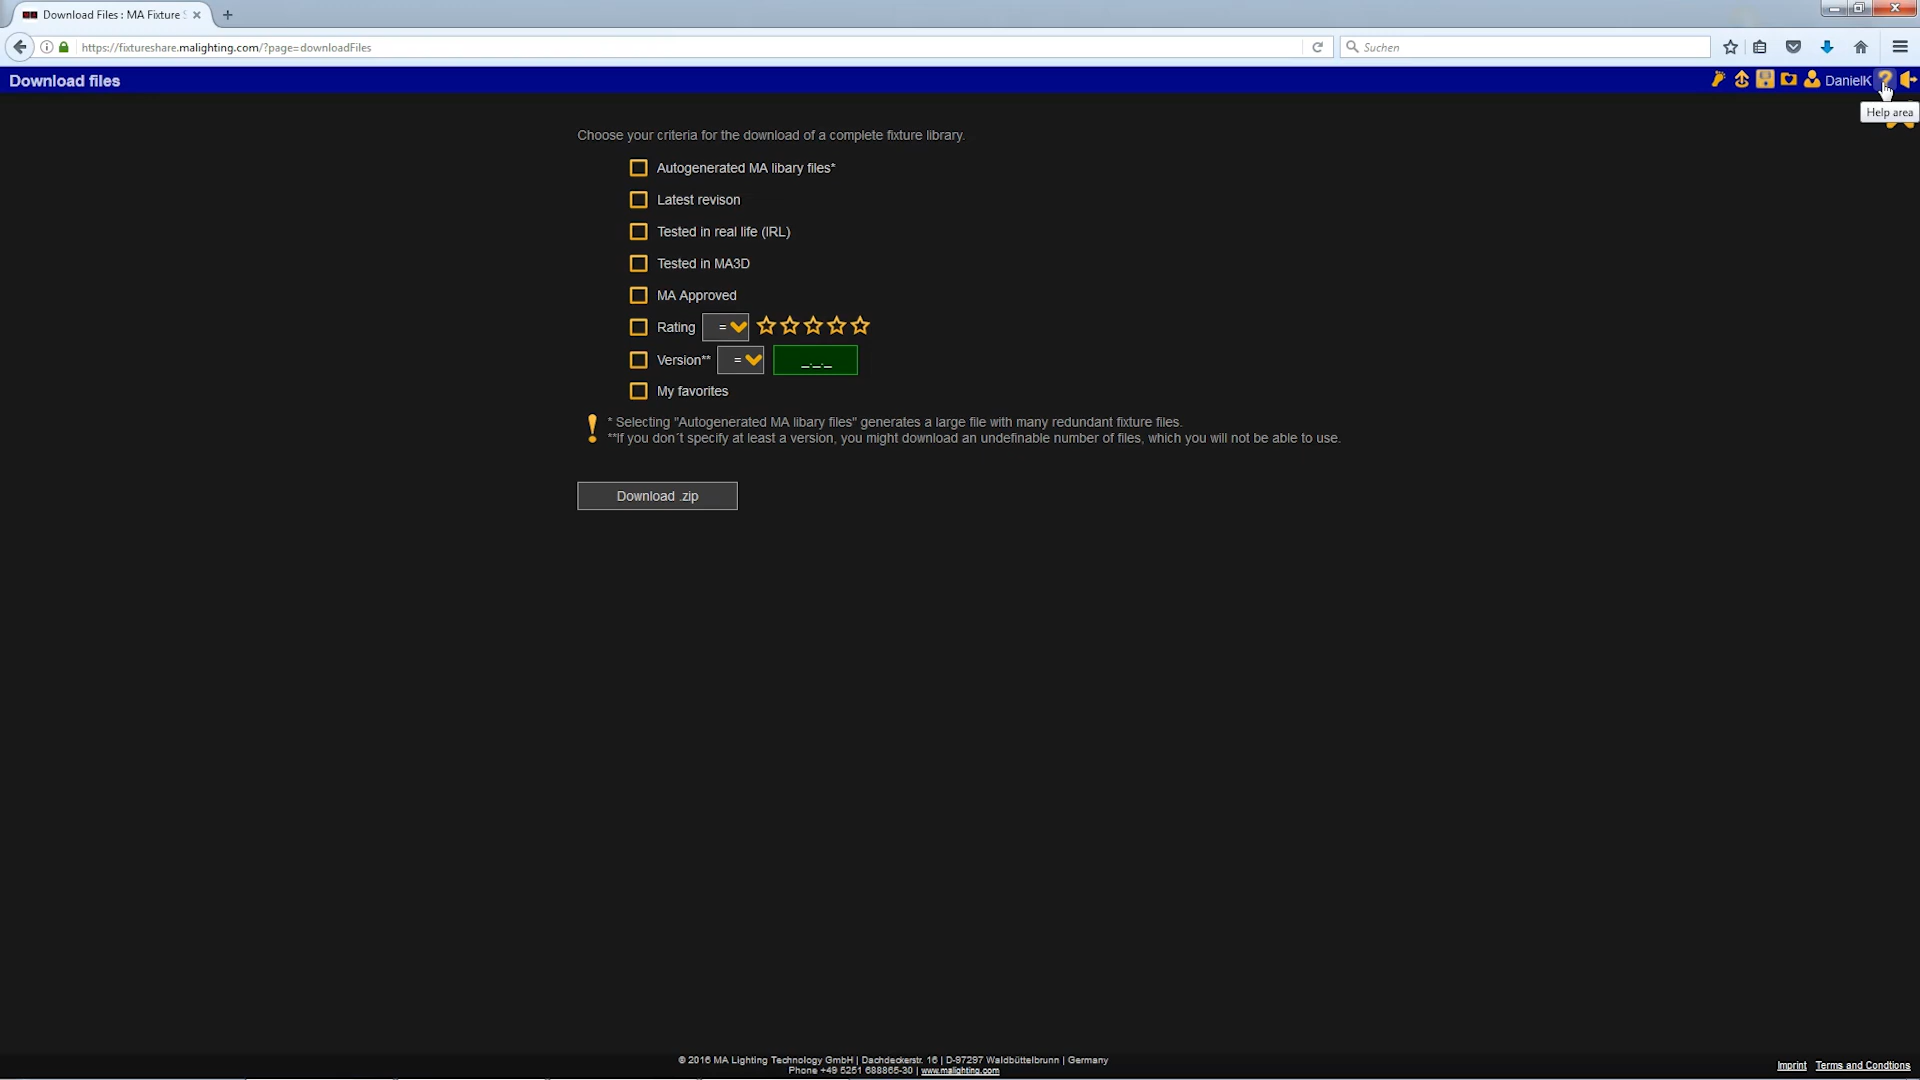 Download Files : MA Fixture S
https://fixtureshare.malighting.com/?page=downloadFiles
Suchen
Download files
DanielK
Help area
Choose your criteria for the download of a complete fixture library.
Autogenerated MA libary files*
Latest revison
Tested in real life (IRL)
Tested in MA3D
MA Approved
Rating =
Version** = _._._
My favorites
* Selecting "Autogenerated MA libary files" generates a large file with many redundant fixture files.
**If you don´t specify at least a version, you might download an undefinable number of files, which you will not be able to use.
Download .zip
© 2016 MA Lighting Technology GmbH | Dachdeckerstr. 16 | D-97297 Waldbüttelbrunn | Germany
Phone +49 5251 688865-30 | www.malighting.com
Imprint Terms and Condtions